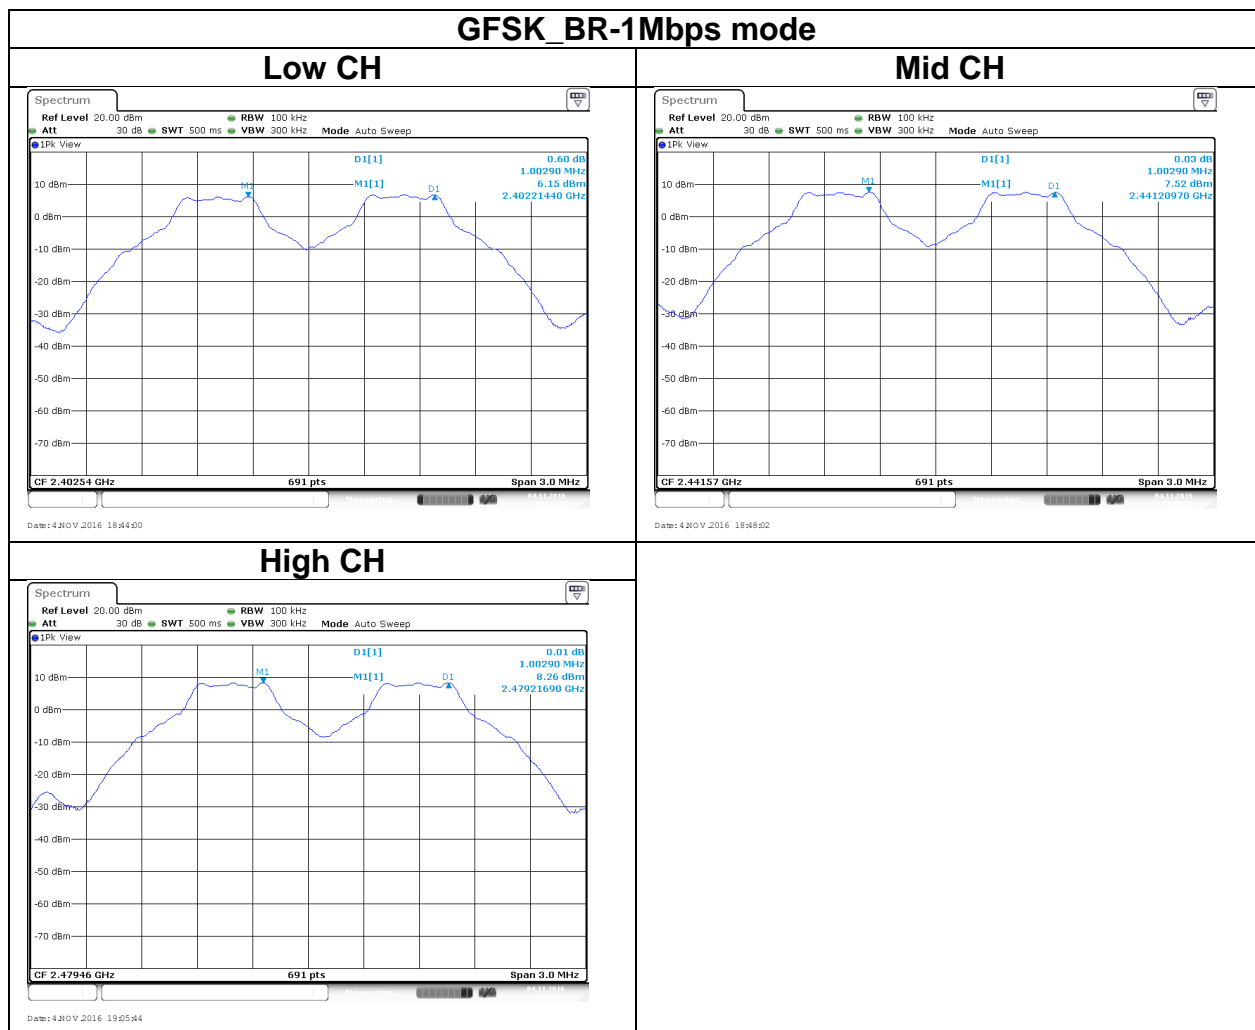 GFSK_BR-1Mbps mode
Low CH
Mid CH
Spectrum
Ref Level 20.00 dBm RBW 100 kHz
Att 30 dB SWT 500 ms VBW 300 kHz Mode Auto Sweep
1Pk View
D1[1] 0.60 dB
1.00290 MHz
M1[1] 6.15 dBm
2.40221440 GHz
M1
D1
10 dBm
0 dBm
-10 dBm
-20 dBm
-30 dBm
-40 dBm
-50 dBm
-60 dBm
-70 dBm
CF 2.40254 GHz 691 pts Span 3.0 MHz
04.11.2016
Date: 4.NOV.2016 18:44:00
Spectrum
Ref Level 20.00 dBm RBW 100 kHz
Att 30 dB SWT 500 ms VBW 300 kHz Mode Auto Sweep
1Pk View
D1[1] 0.03 dB
1.00290 MHz
M1[1] 7.52 dBm
2.44120970 GHz
M1
D1
10 dBm
0 dBm
-10 dBm
-20 dBm
-30 dBm
-40 dBm
-50 dBm
-60 dBm
-70 dBm
CF 2.44157 GHz 691 pts Span 3.0 MHz
04.11.2016
Date: 4.NOV.2016 18:48:02
High CH
Spectrum
Ref Level 20.00 dBm RBW 100 kHz
Att 30 dB SWT 500 ms VBW 300 kHz Mode Auto Sweep
1Pk View
D1[1] 0.01 dB
1.00290 MHz
M1[1] 8.26 dBm
2.47921690 GHz
M1
D1
10 dBm
0 dBm
-10 dBm
-20 dBm
-30 dBm
-40 dBm
-50 dBm
-60 dBm
-70 dBm
CF 2.47946 GHz 691 pts Span 3.0 MHz
04.11.2016
Date: 4.NOV.2016 19:05:44